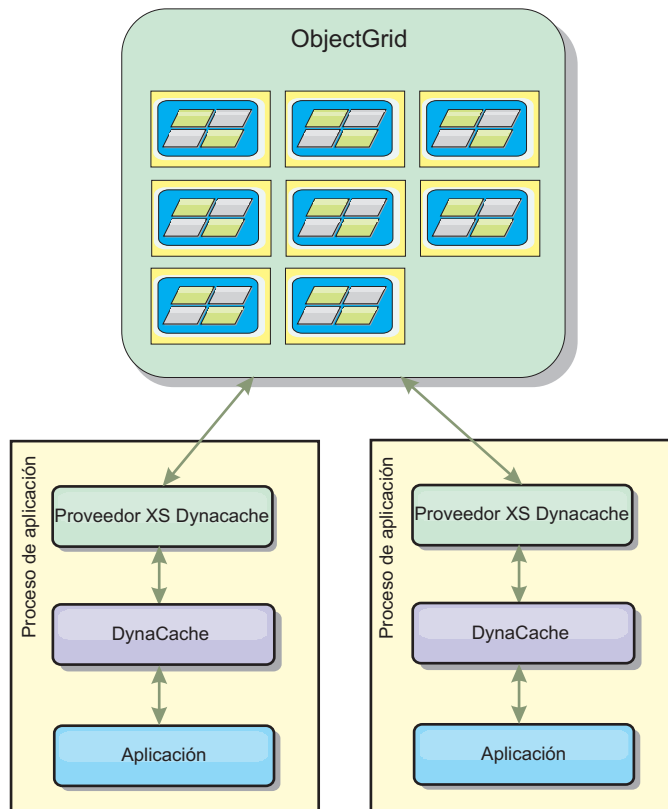 ObjectGrid
Proceso de aplicación
Proveedor XS Dynacache
DynaCache
Aplicación
Proceso de aplicación
Proveedor XS Dynacache
DynaCache
Aplicación